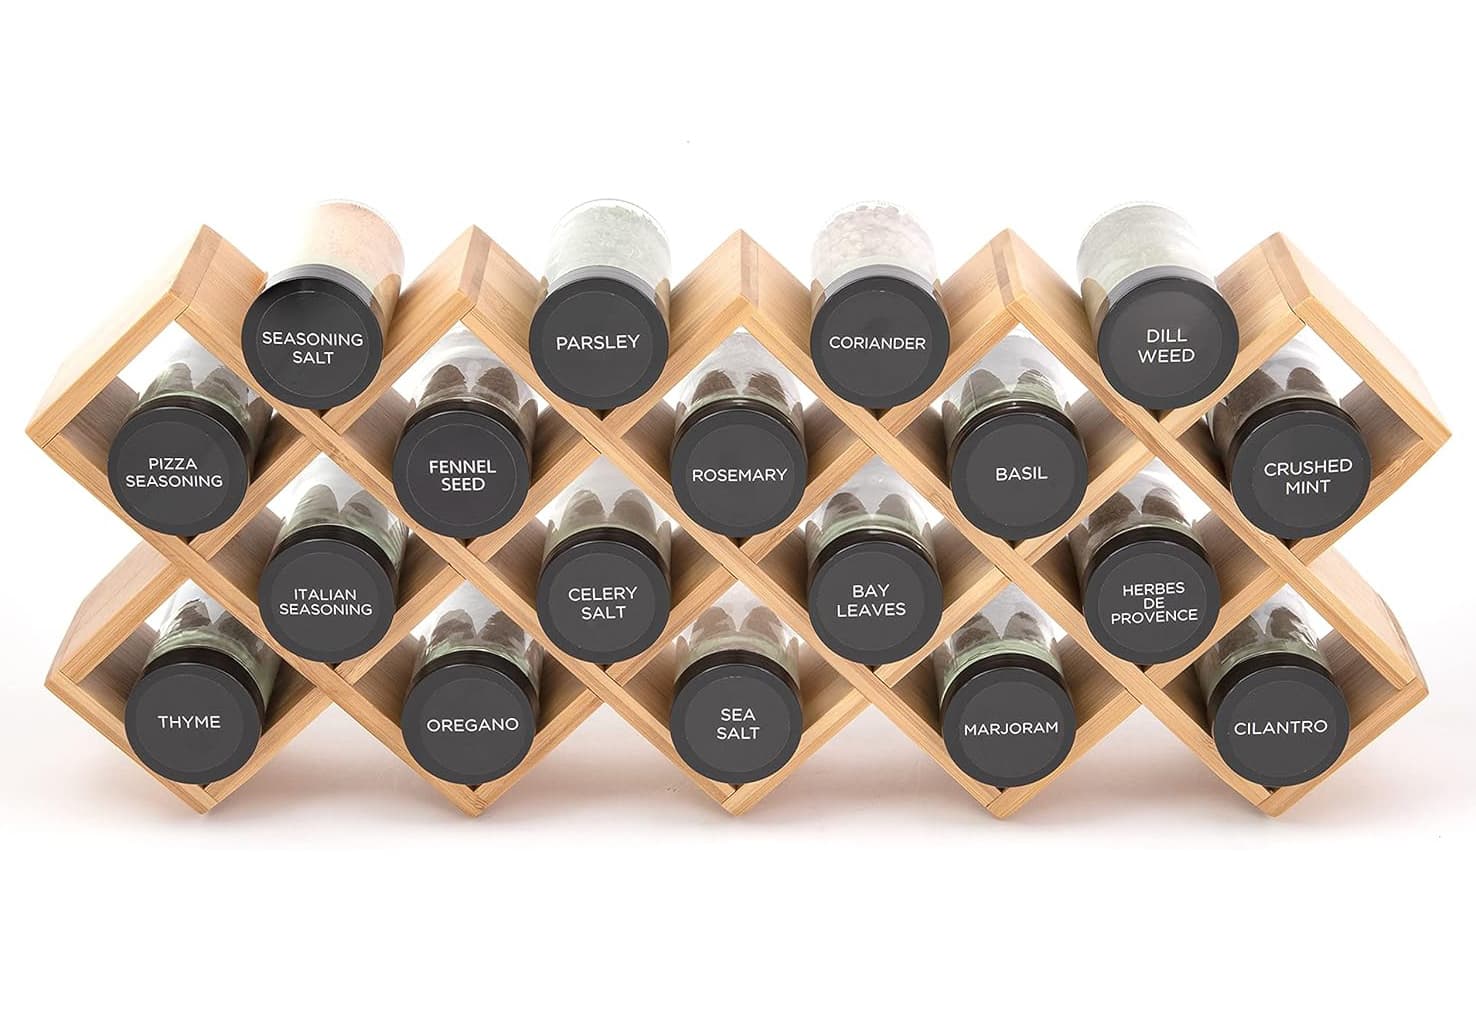 SEASONING
SALT
PARSLEY
CORIANDER
DILL
WEED
PIZZA
SEASONING
FENNEL
SEED
ROSEMARY
BASIL
CRUSHED
MINT
ITALIAN
SEASONING
CELERY
SALT
BAY
LEAVES
HERBES
DE
PROVENCE
THYME
OREGANO
SEA
SALT
MARJORAM
CILANTRO